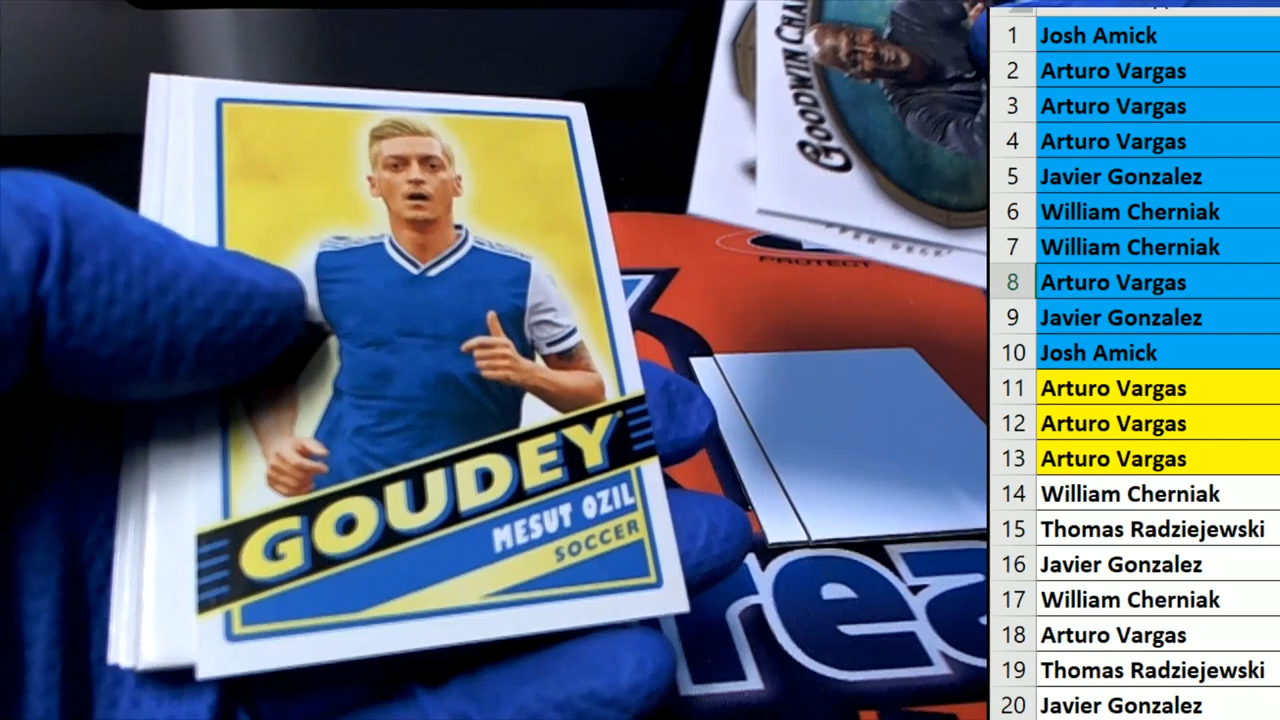 GOODWIN CHA
PER DECK
PROTECT
GOUDEY
MESUT OZIL
SOCCER
rea
1 Josh Amick
2 Arturo Vargas
3 Arturo Vargas
4 Arturo Vargas
5 Javier Gonzalez
6 William Cherniak
7 William Cherniak
8 Arturo Vargas
9 Javier Gonzalez
10 Josh Amick
11 Arturo Vargas
12 Arturo Vargas
13 Arturo Vargas
14 William Cherniak
15 Thomas Radziejewski
16 Javier Gonzalez
17 William Cherniak
18 Arturo Vargas
19 Thomas Radziejewski
20 Javier Gonzalez